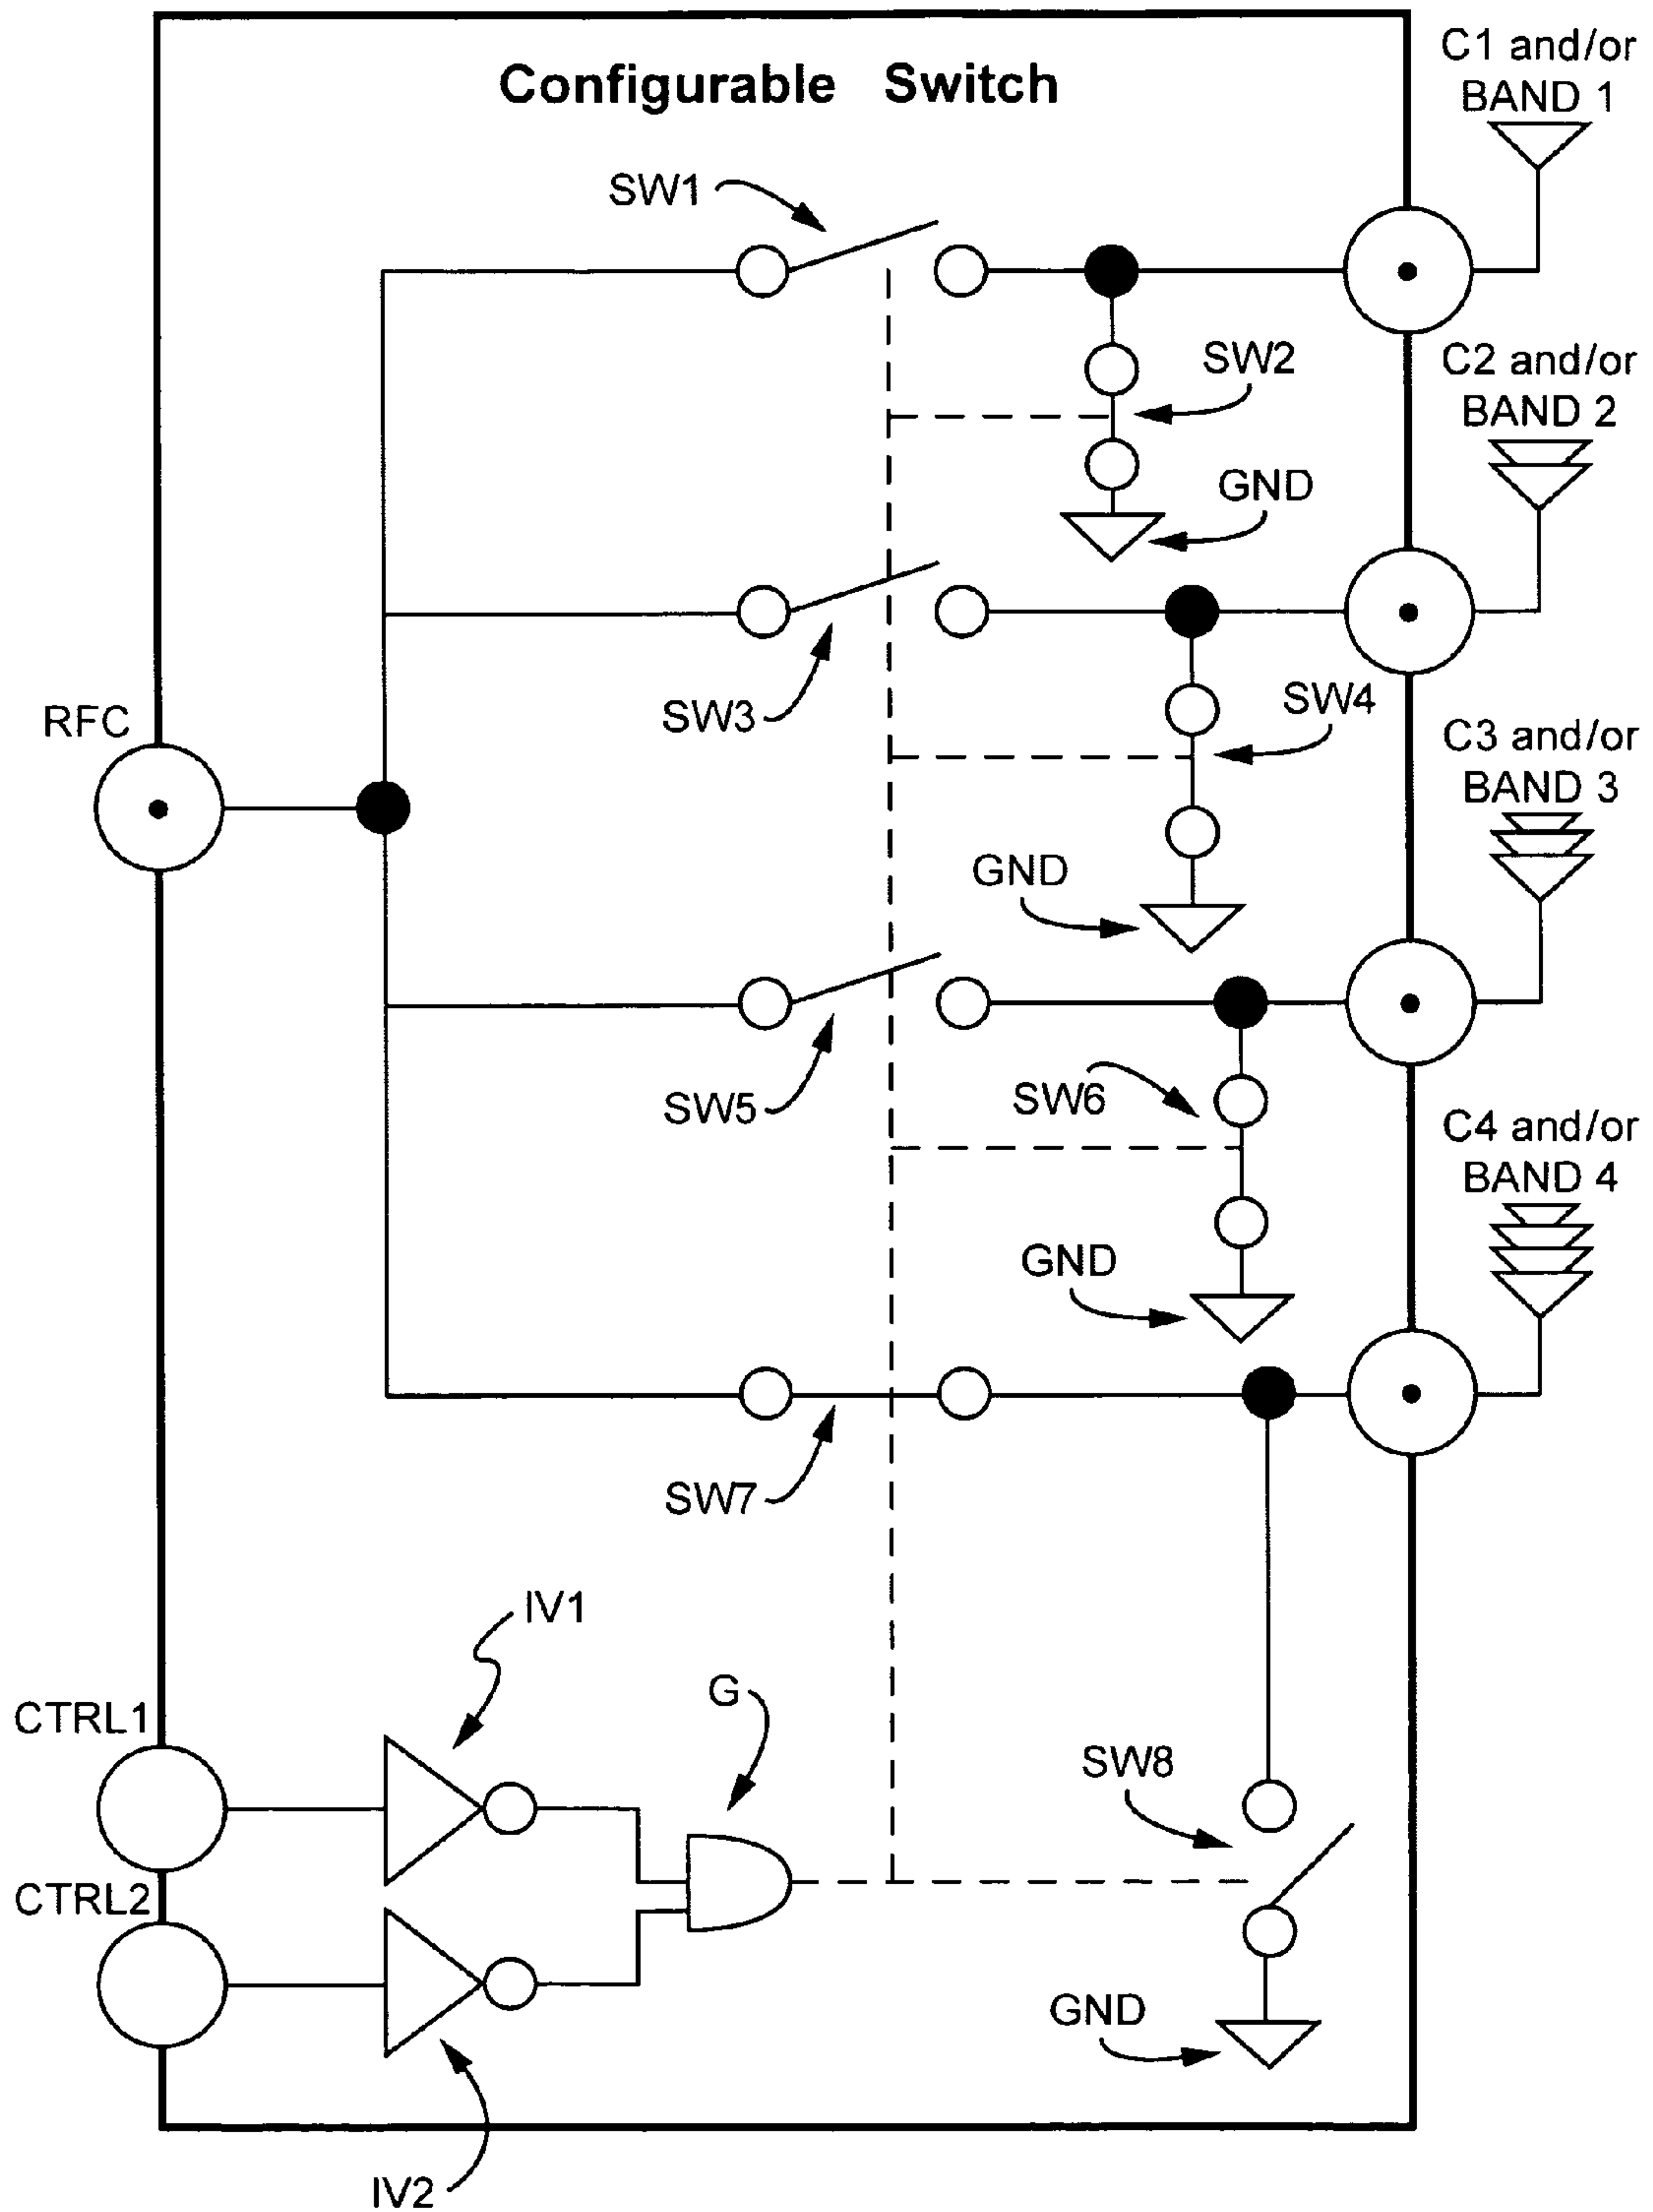 Configurable Switch
C1 and/or
BAND 1
SW1
SW2
C2 and/or
BAND 2
GND
SW3
SW4
RFC
C3 and/or
BAND 3
GND
SW5
SW6
C4 and/or
BAND 4
GND
SW7
IV1
G
CTRL1
SW8
CTRL2
GND
IV2